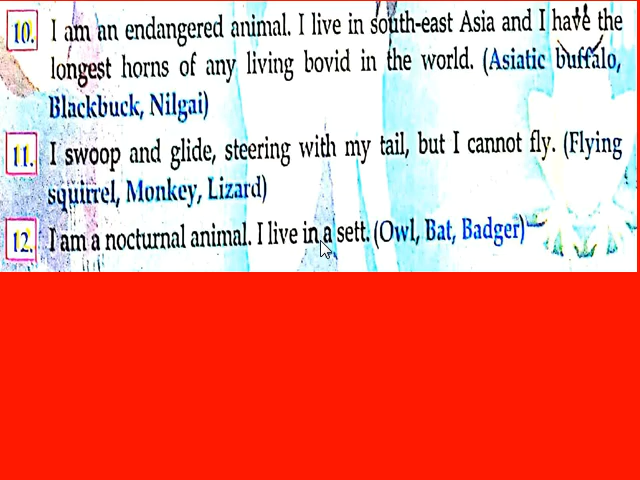 10. I am an endangered animal. I live in south-east Asia and I have the
longest horns of any living bovid in the world. (Asiatic buffalo,
Blackbuck, Nilgai)
11. I swoop and glide, steering with my tail, but I cannot fly. (Flying
squirrel, Monkey, Lizard)
12. I am a nocturnal animal. I live in a sett. (Owl, Bat, Badger)